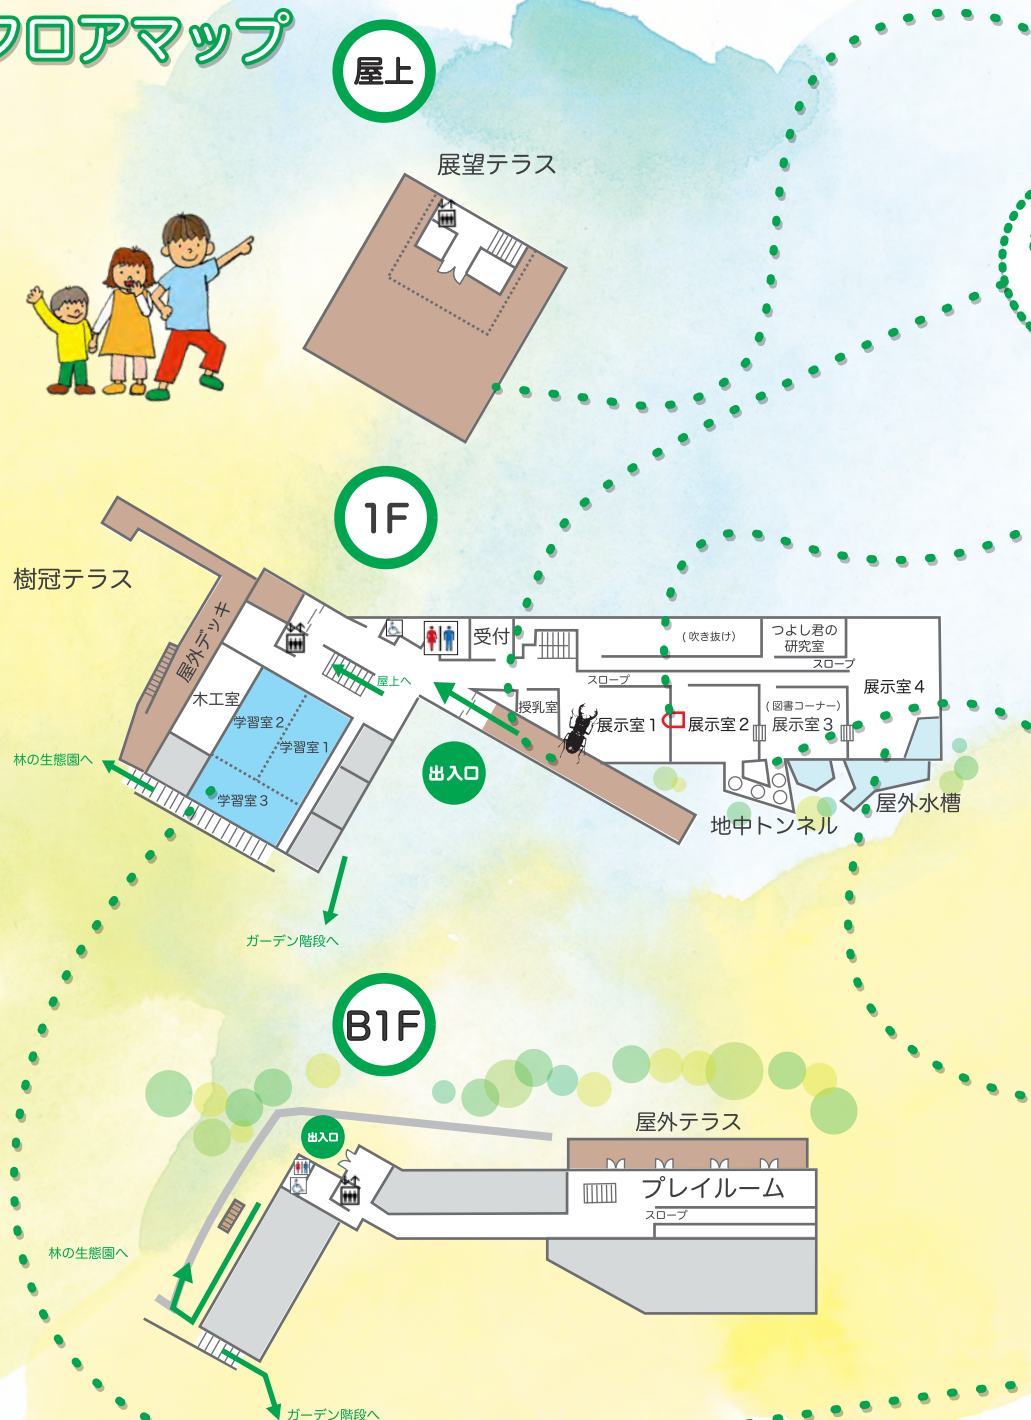 フロアマップ
屋上
展望テラス
1F
樹冠テラス
屋外デッキ
受付
(吹き抜け)
つよし君の
研究室
スロープ
スロープ
屋上へ
展示室4
木工室
授乳室
(図書コーナー)
学習室2
展示室1
展示室2
展示室3
学習室1
林の生態園へ
出入口
学習室3
屋外水槽
地中トンネル
ガーデン階段へ
B1F
屋外テラス
出入口
プレイルーム
スロープ
林の生態園へ
ガーデン階段へ